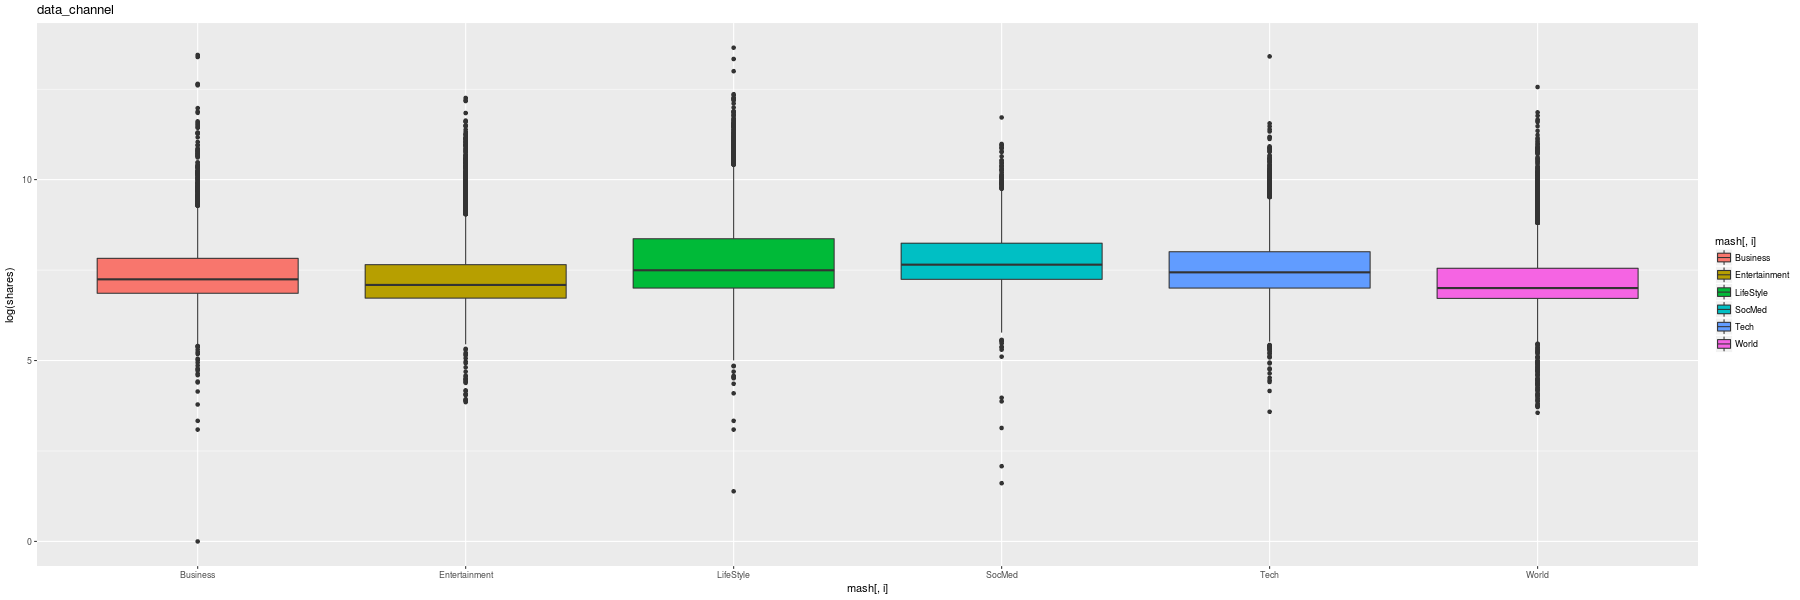 data_channel
log(shares)
10
5
0
Business
Entertainment
LifeStyle
SocMed
Tech
World
mash[, i]
mash[, i]
Business
Entertainment
LifeStyle
SocMed
Tech
World